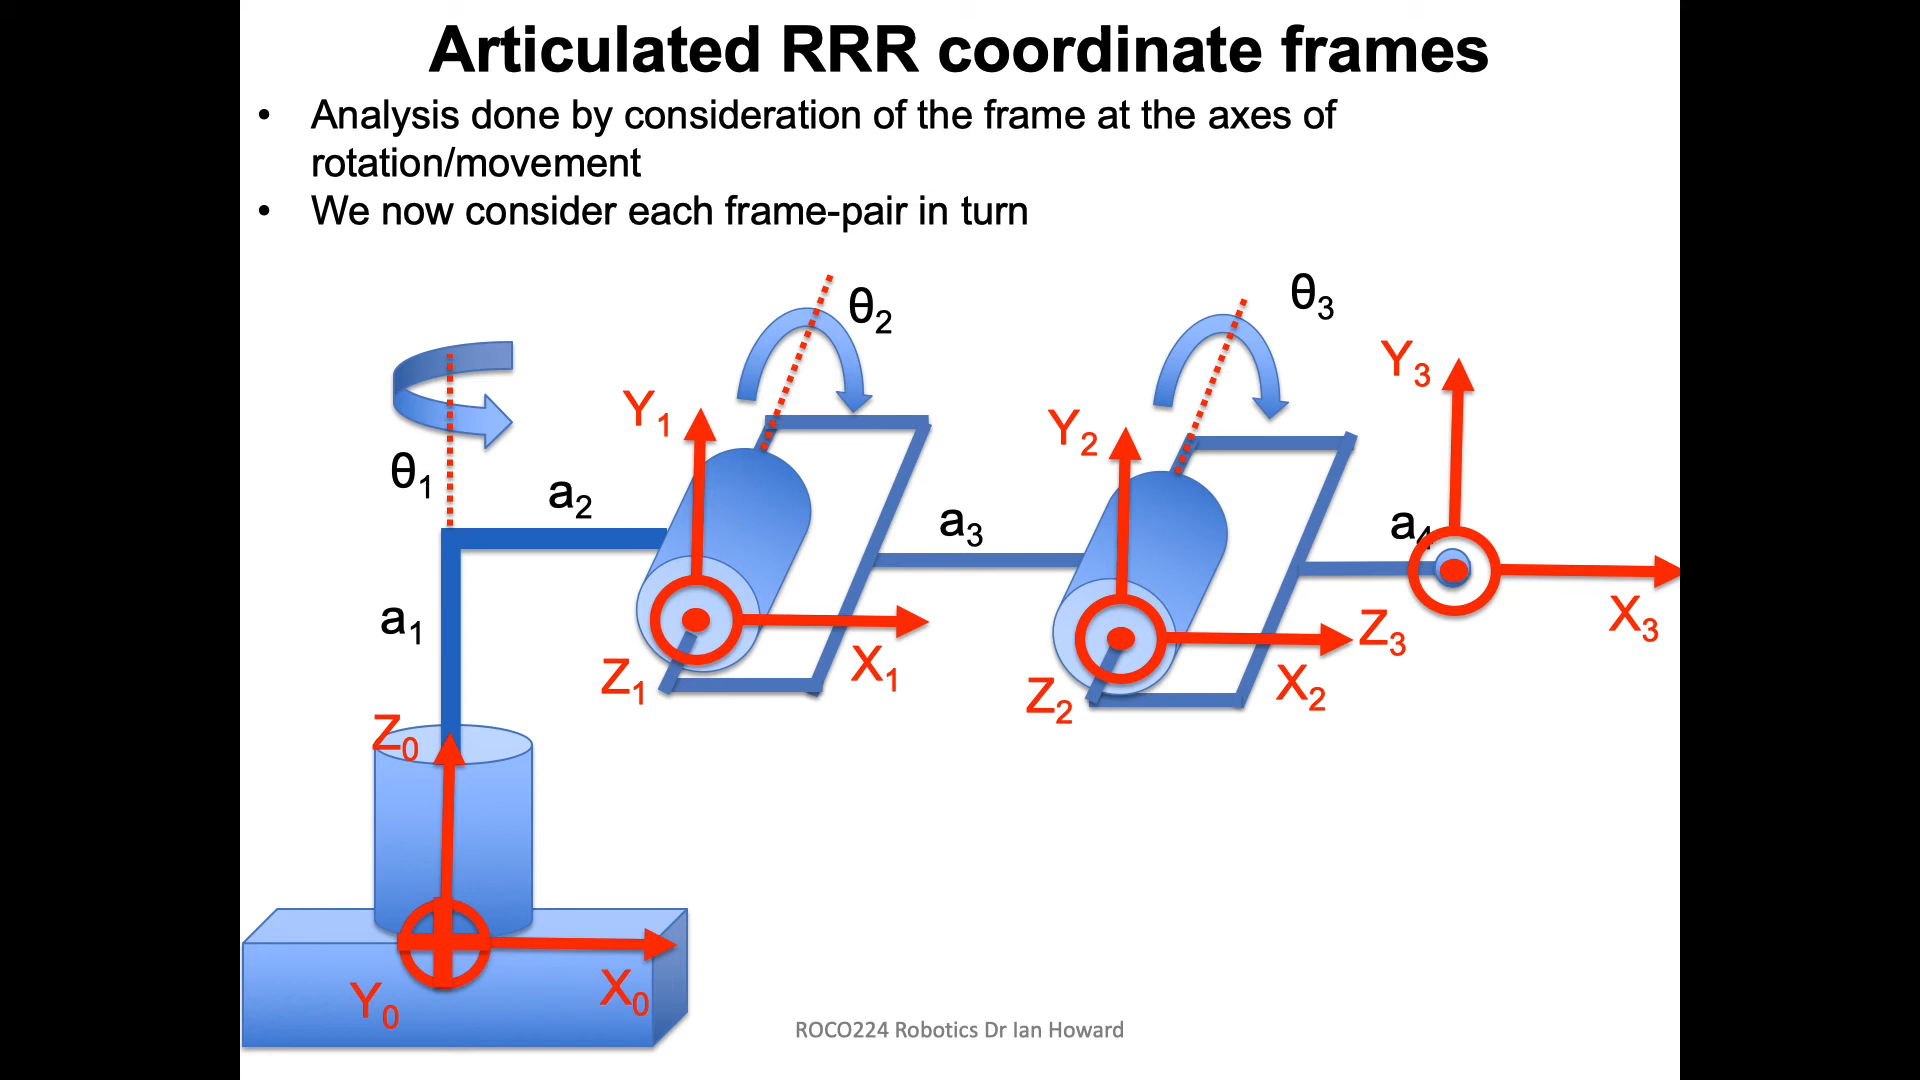 Articulated RRR coordinate frames
• Analysis done by consideration of the frame at the axes of
rotation/movement
• We now consider each frame-pair in turn
θ2
θ3
Y3
Y1
Y2
θ1
a2
a3
a4
a1
X3
Z3
Z1
X1
Z2
X2
Z0
Y0
X0
ROCO224 Robotics Dr Ian Howard